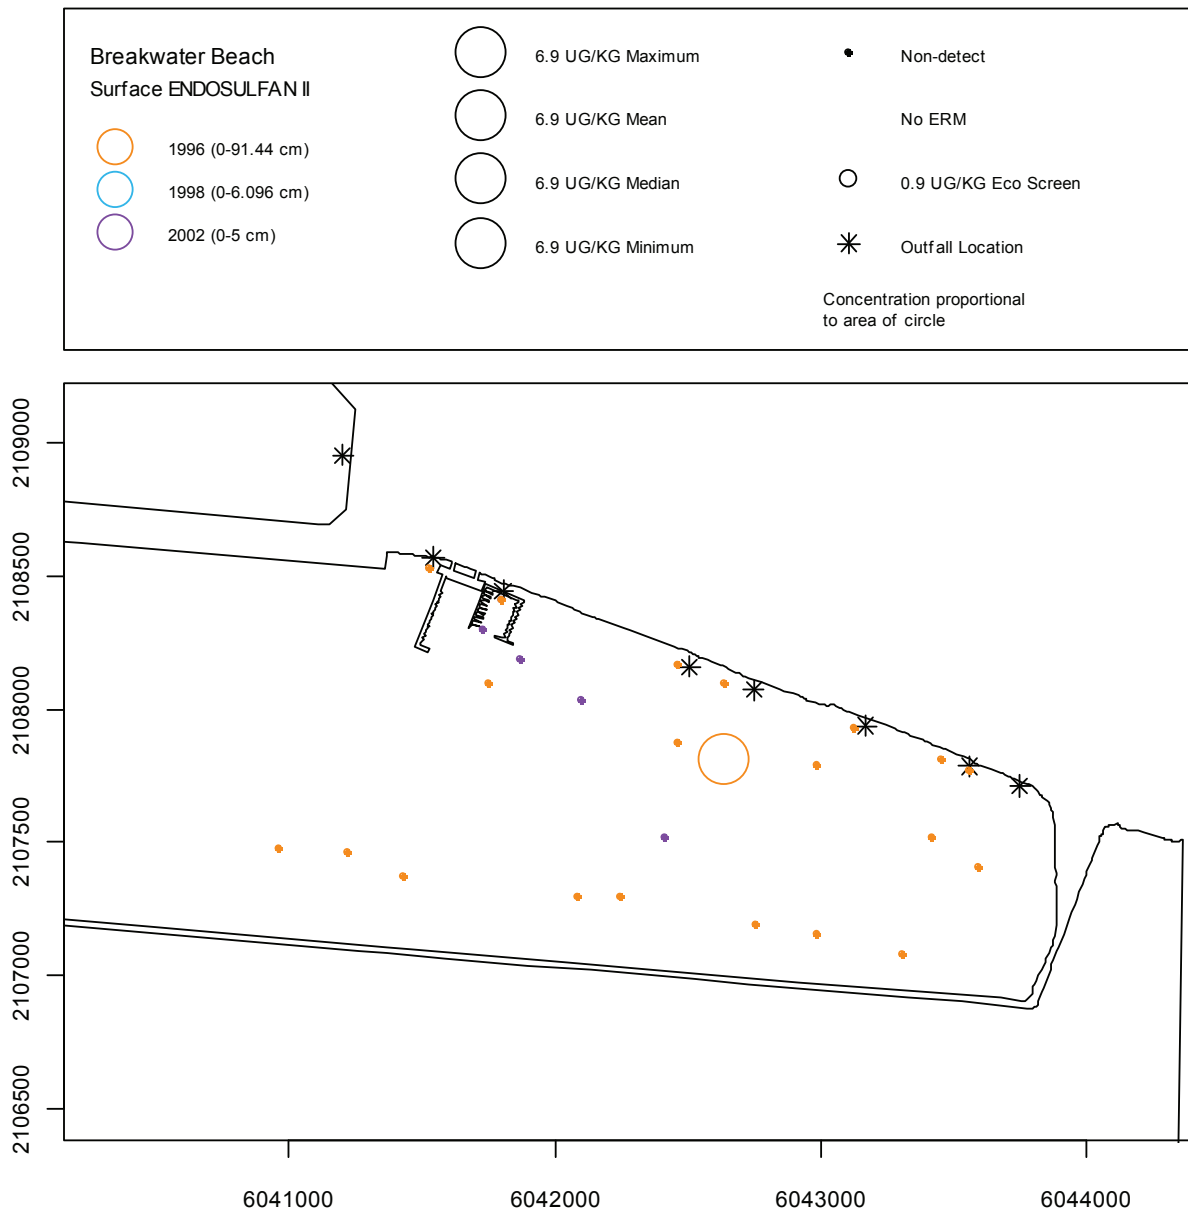 Breakwater Beach
Surface ENDOSULFAN II
1996 (0-91.44 cm)
1998 (0-6.096 cm)
2002 (0-5 cm)
6.9 UG/KG Maximum
6.9 UG/KG Mean
6.9 UG/KG Median
6.9 UG/KG Minimum
Non-detect
No ERM
0.9 UG/KG Eco Screen
Outfall Location
Concentration proportional
to area of circle
2109000
2108500
2108000
2107500
2107000
2106500
6041000
6042000
6043000
6044000